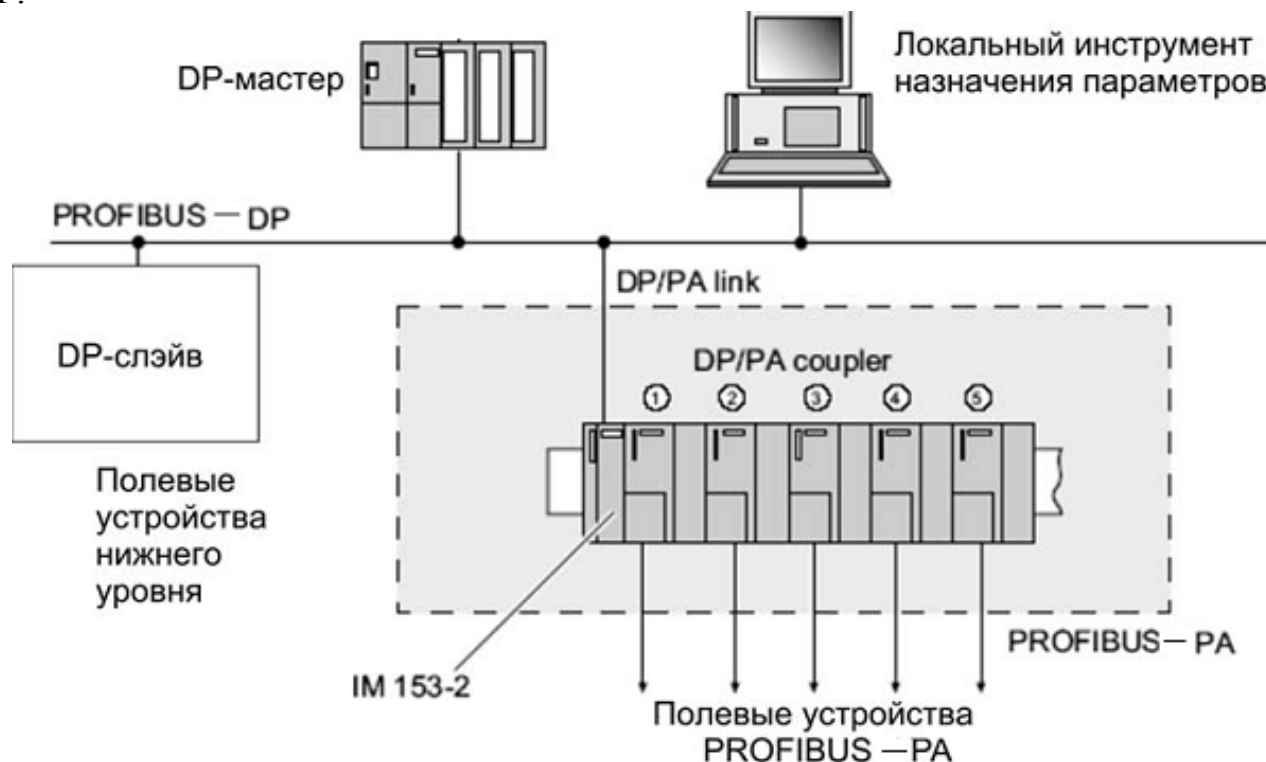 DP-мастер
Локальный инструмент
назначения параметров
PROFIBUS — DP
DP/PA link
DP-слэйв
DP/PA coupler
1 2 3 4 5
Полевые
устройства
нижнего
уровня
PROFIBUS — PA
IM 153-2
Полевые устройства
PROFIBUS — PA